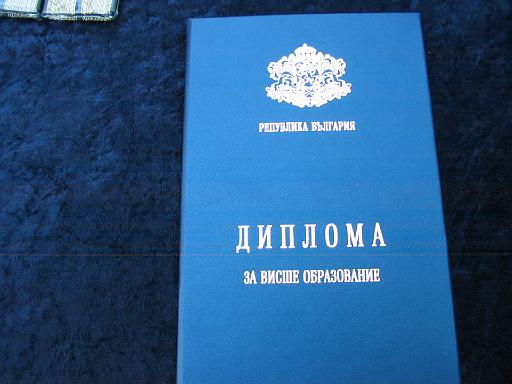 РЕПУБЛИКА БЪЛГАРИЯ
ДИПЛОМА
ЗА ВИСШЕ ОБРАЗОВАНИЕ